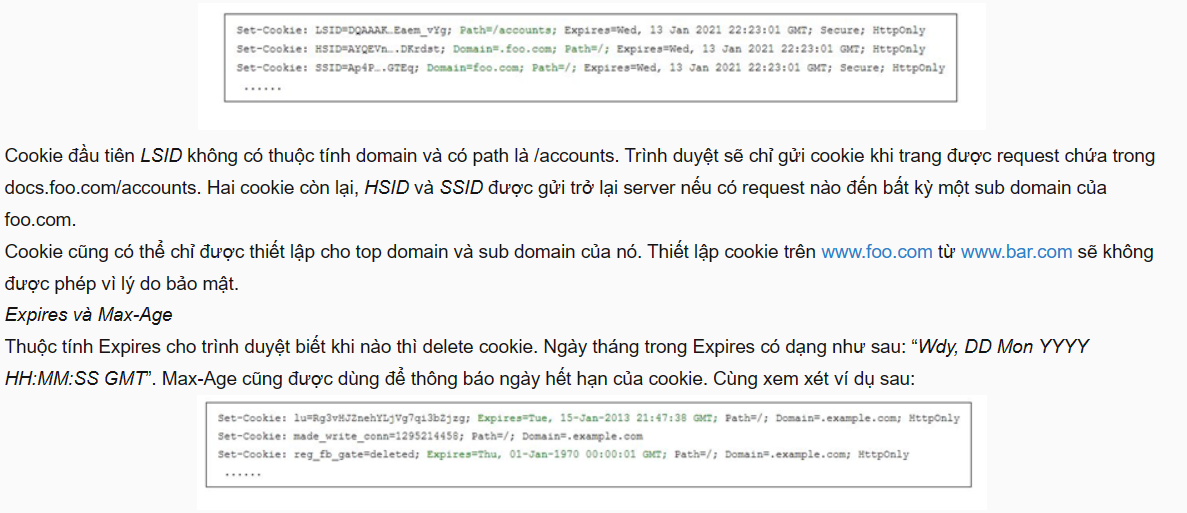 Set-Cookie: LSID=DQAAAK…Eaem_vYg; Path=/accounts; Expires=Wed, 13 Jan 2021 22:23:01 GMT; Secure; HttpOnly
Set-Cookie: HSID=AYQEVn….DKrdst; Domain=.foo.com; Path=/; Expires=Wed, 13 Jan 2021 22:23:01 GMT; HttpOnly
Set-Cookie: SSID=Ap4P….GTEq; Domain=foo.com; Path=/; Expires=Wed, 13 Jan 2021 22:23:01 GMT; Secure; HttpOnly
......
Cookie đầu tiên LSID không có thuộc tính domain và có path là /accounts. Trình duyệt sẽ chỉ gửi cookie khi trang được request chứa trong
docs.foo.com/accounts. Hai cookie còn lại, HSID và SSID được gửi trở lại server nếu có request nào đến bất kỳ một sub domain của
foo.com.
Cookie cũng có thể chỉ được thiết lập cho top domain và sub domain của nó. Thiết lập cookie trên www.foo.com từ www.bar.com sẽ không
được phép vì lý do bảo mật.
Expires và Max-Age
Thuộc tính Expires cho trình duyệt biết khi nào thì delete cookie. Ngày tháng trong Expires có dạng như sau: “Wdy, DD Mon YYYY
HH:MM:SS GMT”. Max-Age cũng được dùng để thông báo ngày hết hạn của cookie. Cùng xem xét ví dụ sau:
Set-Cookie: lu=Rg3vHJZnehYLjVg7qi3bZjzg; Expires=Tue, 15-Jan-2013 21:47:38 GMT; Path=/; Domain=.example.com; HttpOnly
Set-Cookie: made_write_conn=1295214458; Path=/; Domain=.example.com
Set-Cookie: reg_fb_gate=deleted; Expires=Thu, 01-Jan-1970 00:00:01 GMT; Path=/; Domain=.example.com; HttpOnly
......